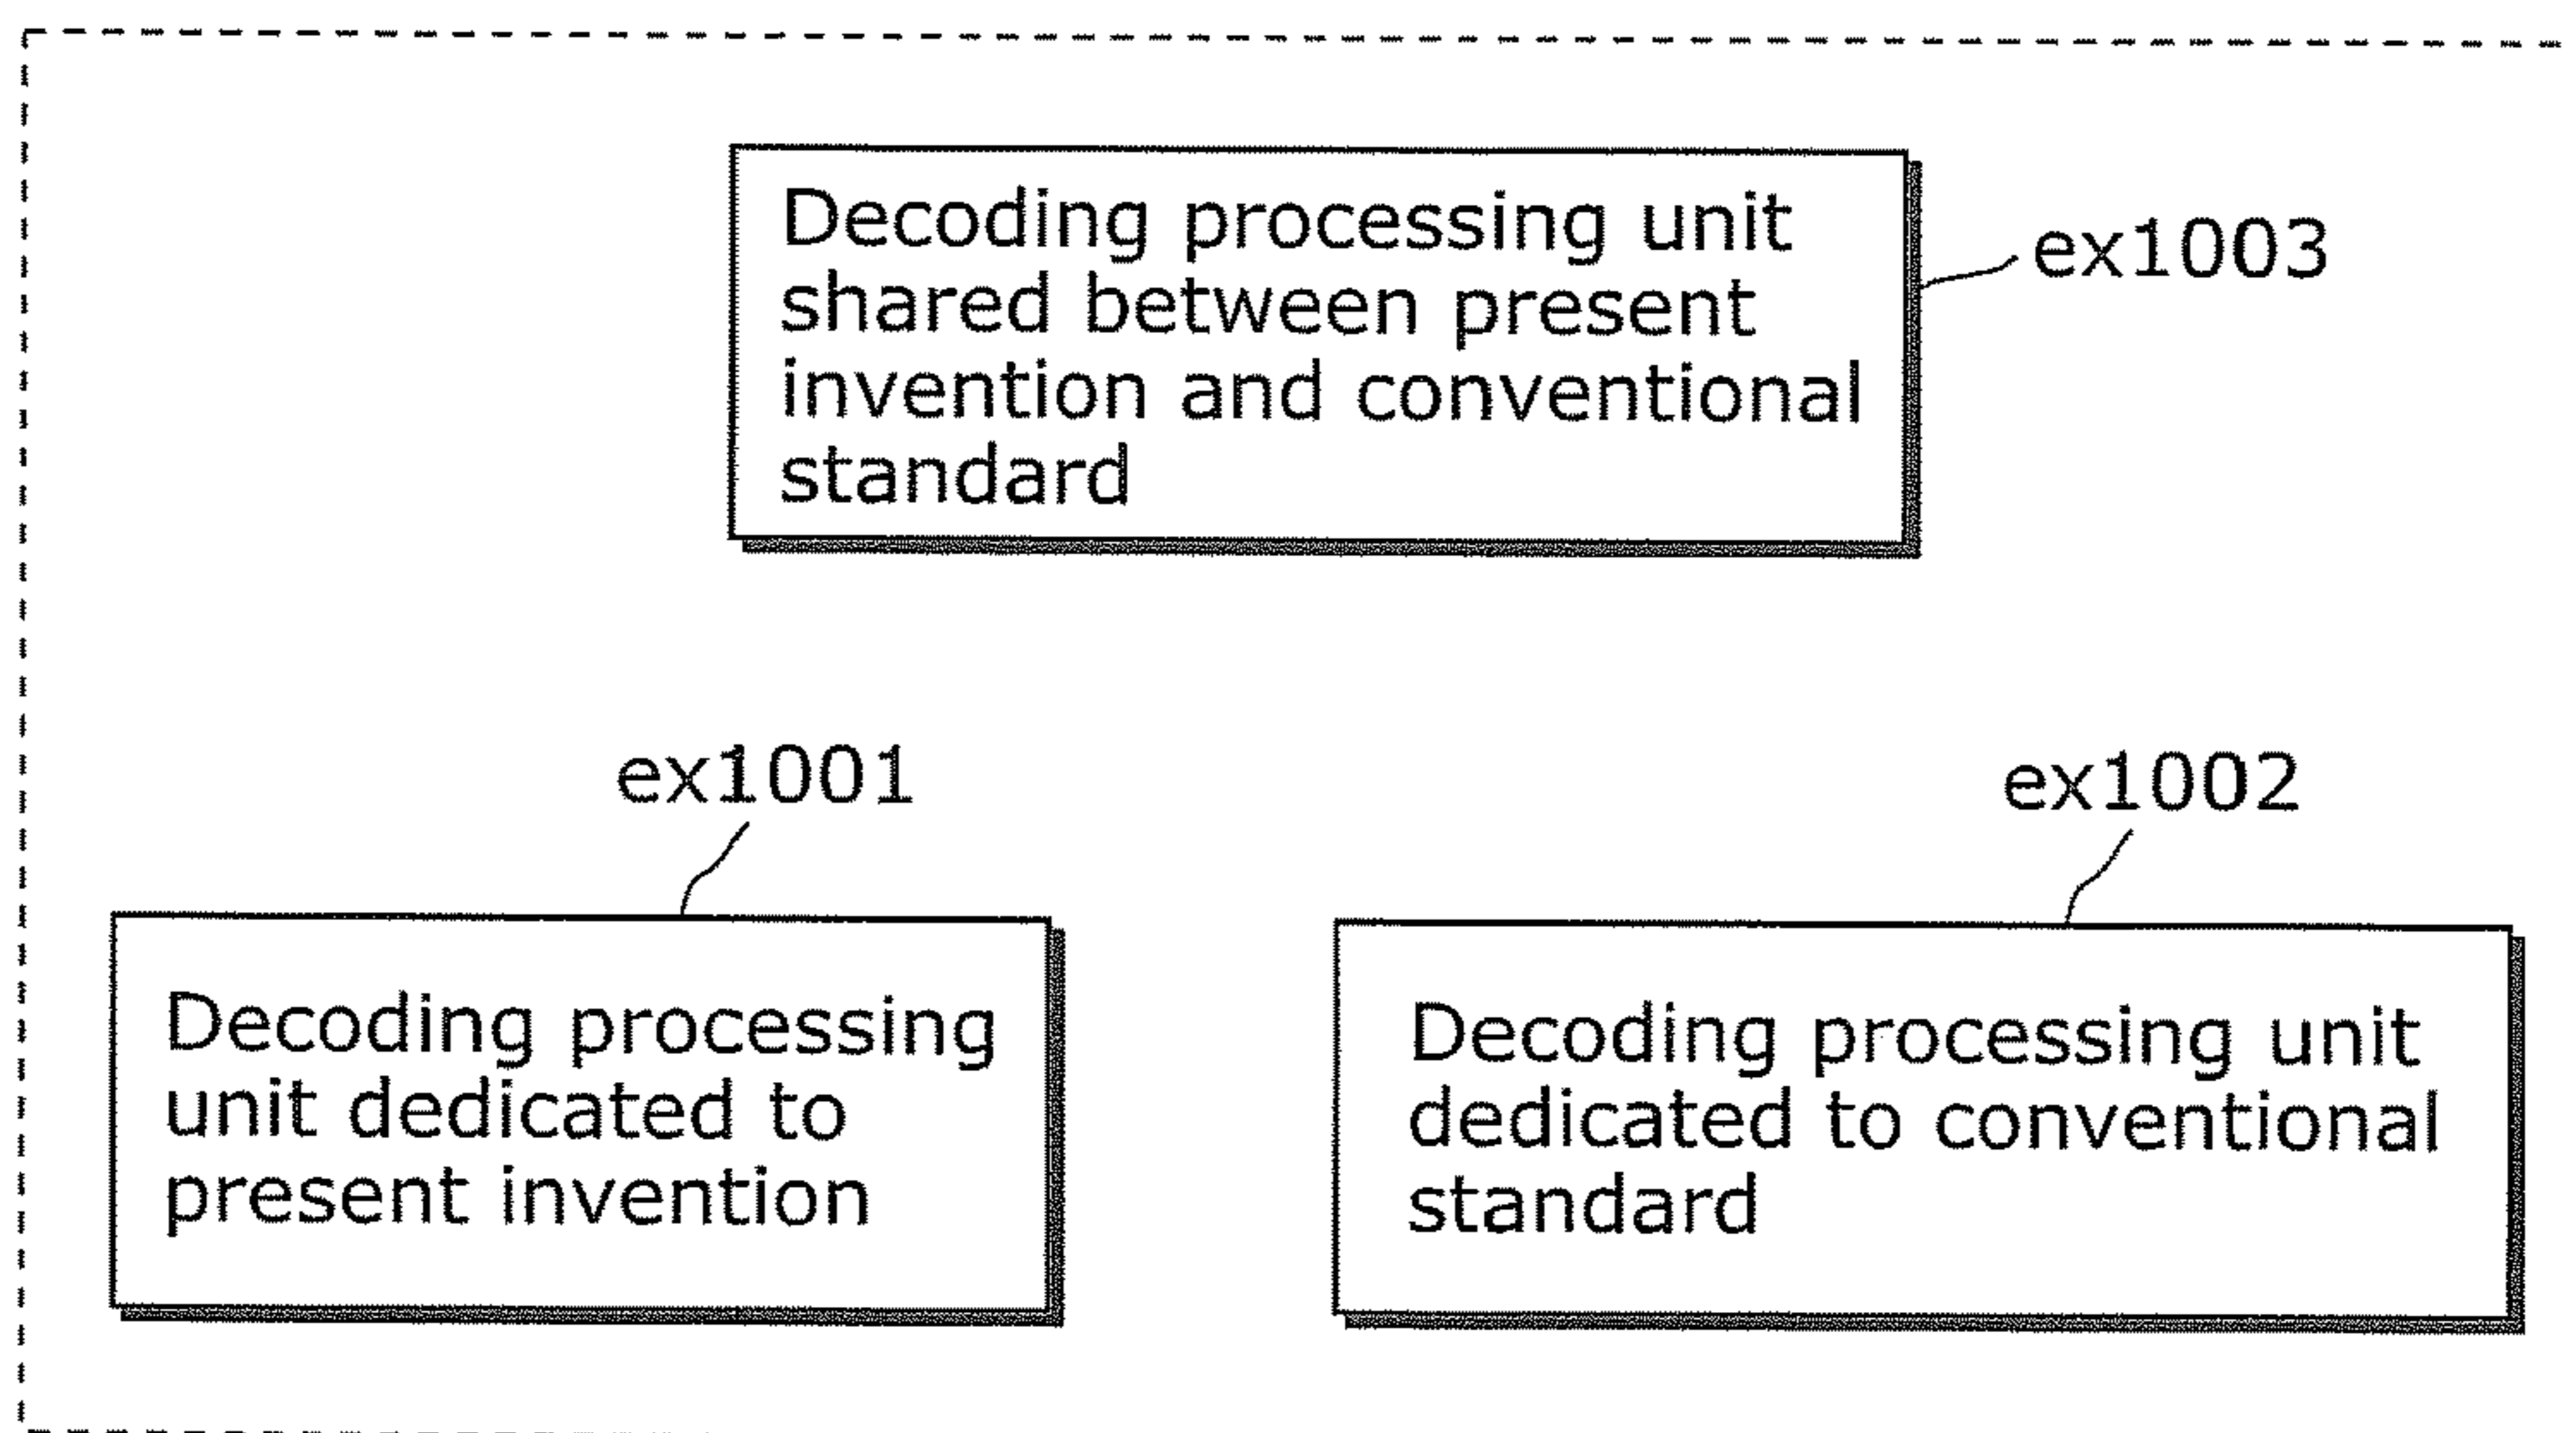 Decoding processing unit
shared between present
invention and conventional
standard
ex1003
ex1001
ex1002
Decoding processing
unit dedicated to
present invention
Decoding processing unit
dedicated to conventional
standard